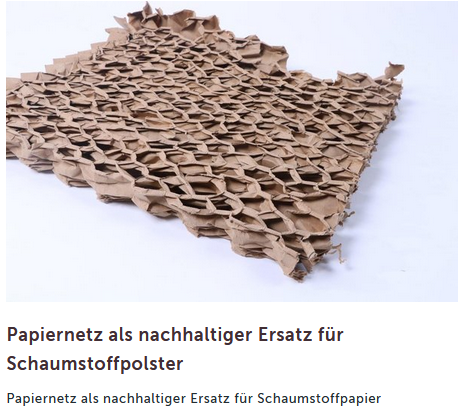 Papiernetz als nachhaltiger Ersatz für
Schaumstoffpolster
Papiernetz als nachhaltiger Ersatz für Schaumstoffpapier